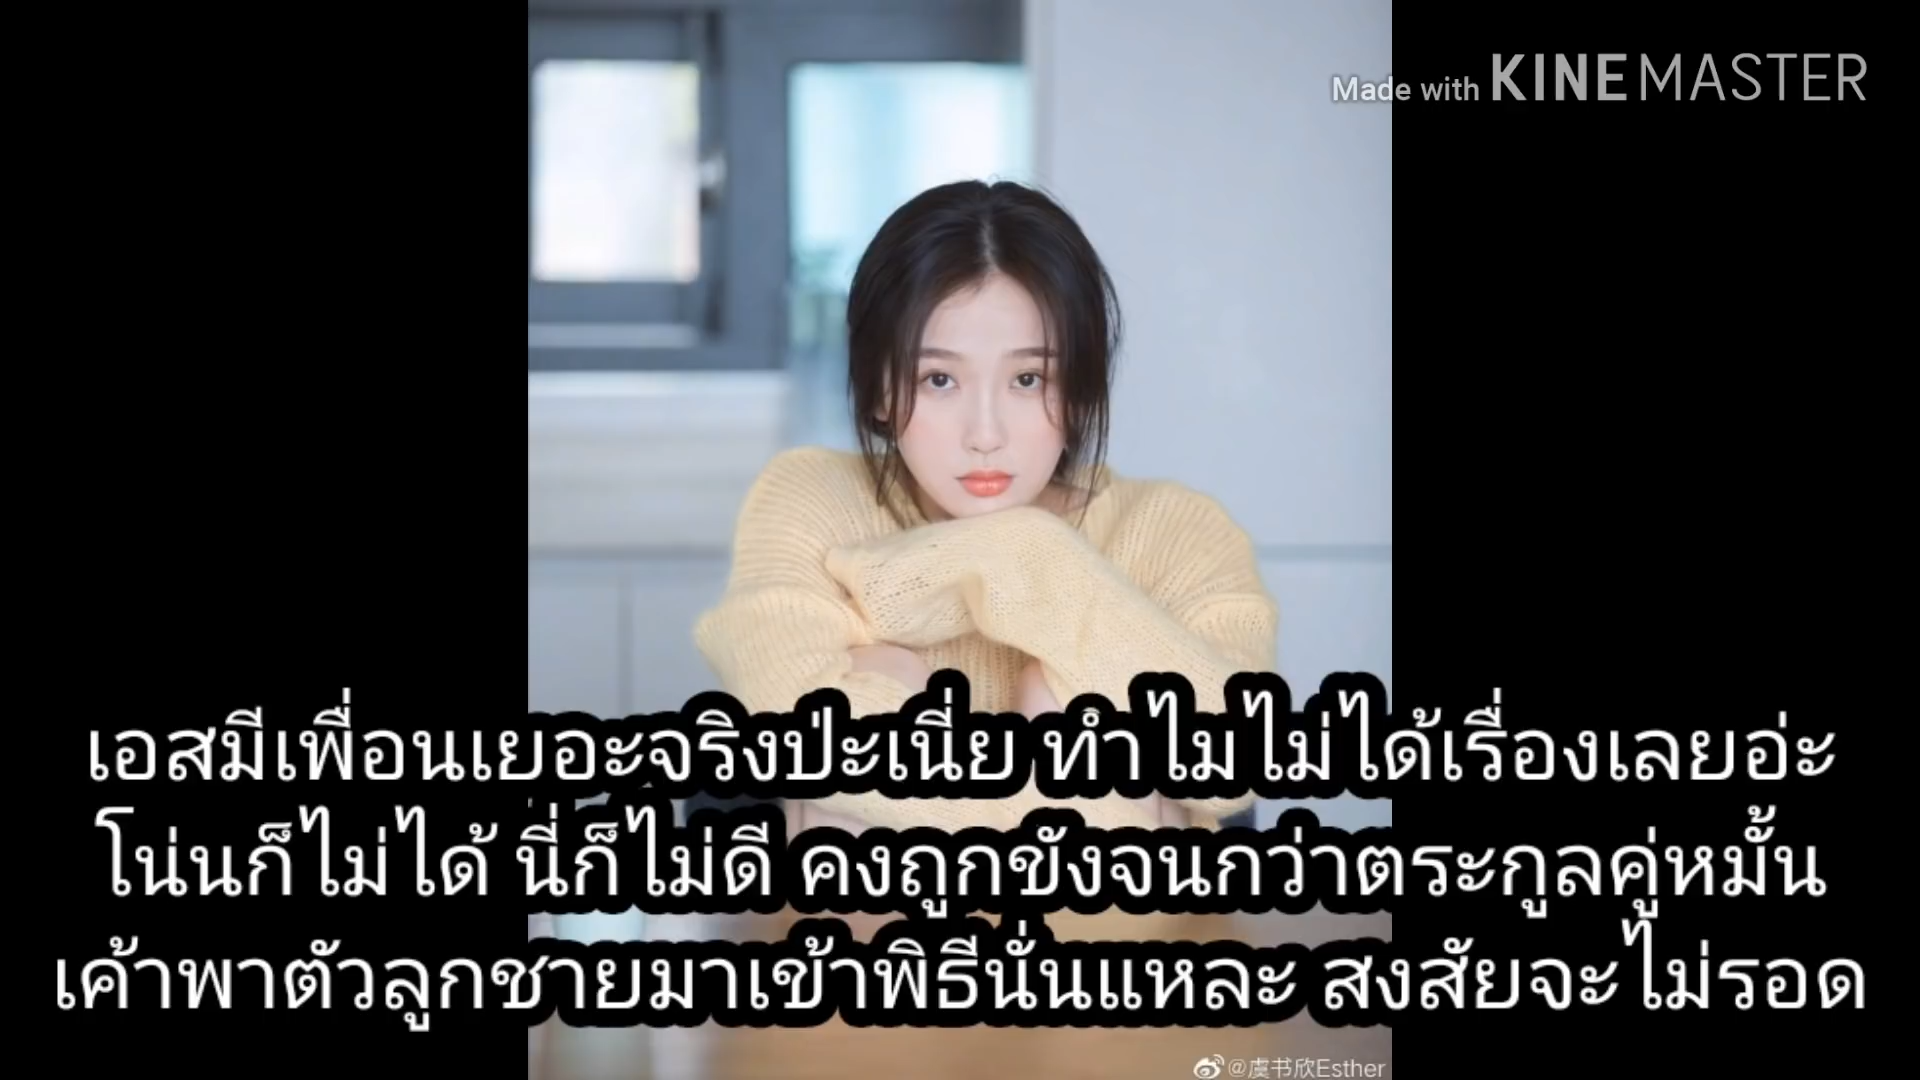 Made with KINEMASTER
เอสมีเพื่อนเยอะจริงป่ะเนี่ย ทำไมไม่ได้เรื่องเลยอ่ะ
โน่นก็ไม่ได้ นี่ก็ไม่ดี คงถูกขังจนกว่าตระกูลคู่หมั้น
เค้าพาตัวลูกชายมาเข้าพิธีนั่นแหละ สงสัยจะไม่รอด
@虞书欣Esther